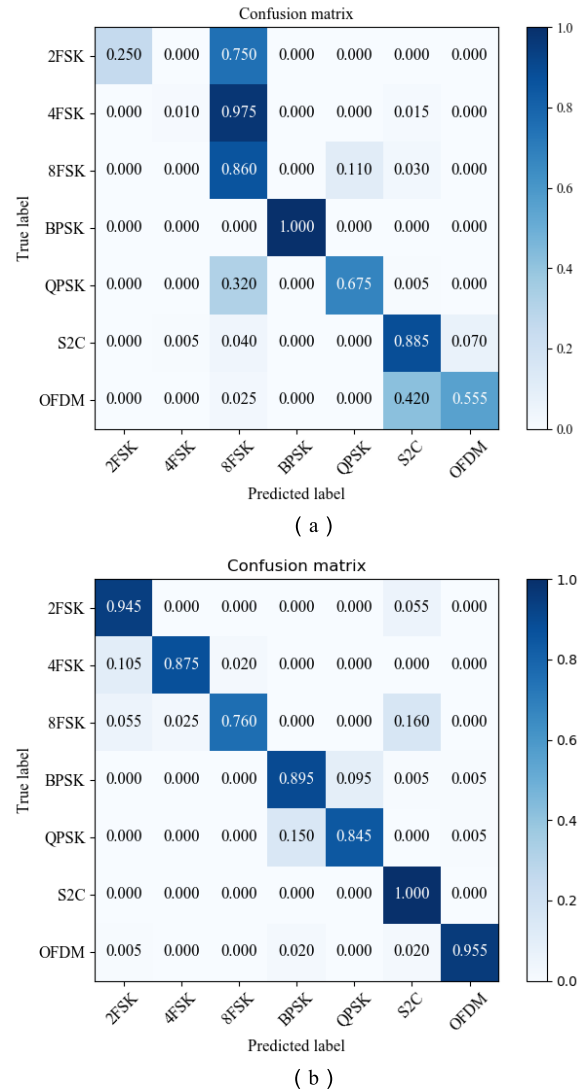 Confusion matrix
2FSK 0.250 0.000 0.750 0.000 0.000 0.000 0.000 1.0
4FSK 0.000 0.010 0.975 0.000 0.000 0.015 0.000 0.8
8FSK 0.000 0.000 0.860 0.000 0.110 0.030 0.000 0.6
True label
BPSK 0.000 0.000 0.000 1.000 0.000 0.000 0.000
QPSK 0.000 0.000 0.320 0.000 0.675 0.005 0.000 0.4
S2C 0.000 0.005 0.040 0.000 0.000 0.885 0.070 0.2
OFDM 0.000 0.000 0.025 0.000 0.000 0.420 0.555 0.0
2FSK 4FSK 8FSK BPSK QPSK S2C OFDM
Predicted label
( a )
Confusion matrix
2FSK 0.945 0.000 0.000 0.000 0.000 0.055 0.000 1.0
4FSK 0.105 0.875 0.020 0.000 0.000 0.000 0.000 0.8
8FSK 0.055 0.025 0.760 0.000 0.000 0.160 0.000 0.6
True label
BPSK 0.000 0.000 0.000 0.895 0.095 0.005 0.005
QPSK 0.000 0.000 0.000 0.150 0.845 0.000 0.005 0.4
S2C 0.000 0.000 0.000 0.000 0.000 1.000 0.000 0.2
OFDM 0.005 0.000 0.000 0.020 0.000 0.020 0.955 0.0
2FSK 4FSK 8FSK BPSK QPSK S2C OFDM
Predicted label
( b )